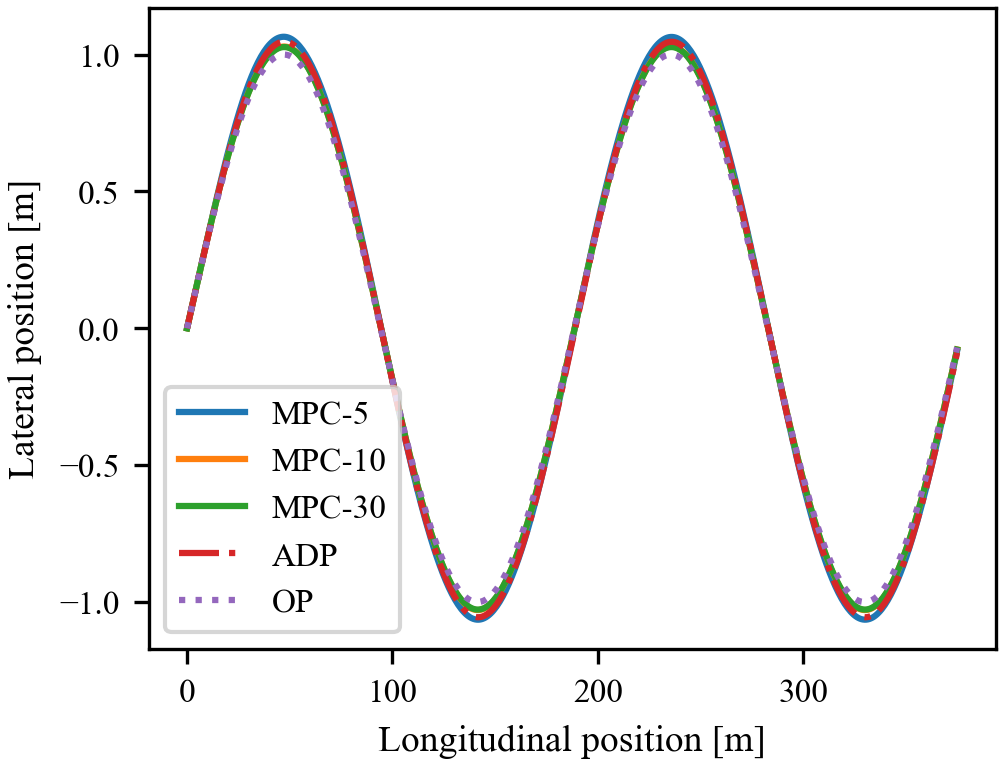 1.0
0.5
0.0
−0.5
−1.0
Lateral position [m]
MPC-5
MPC-10
MPC-30
ADP
OP
0 100 200 300
Longitudinal position [m]